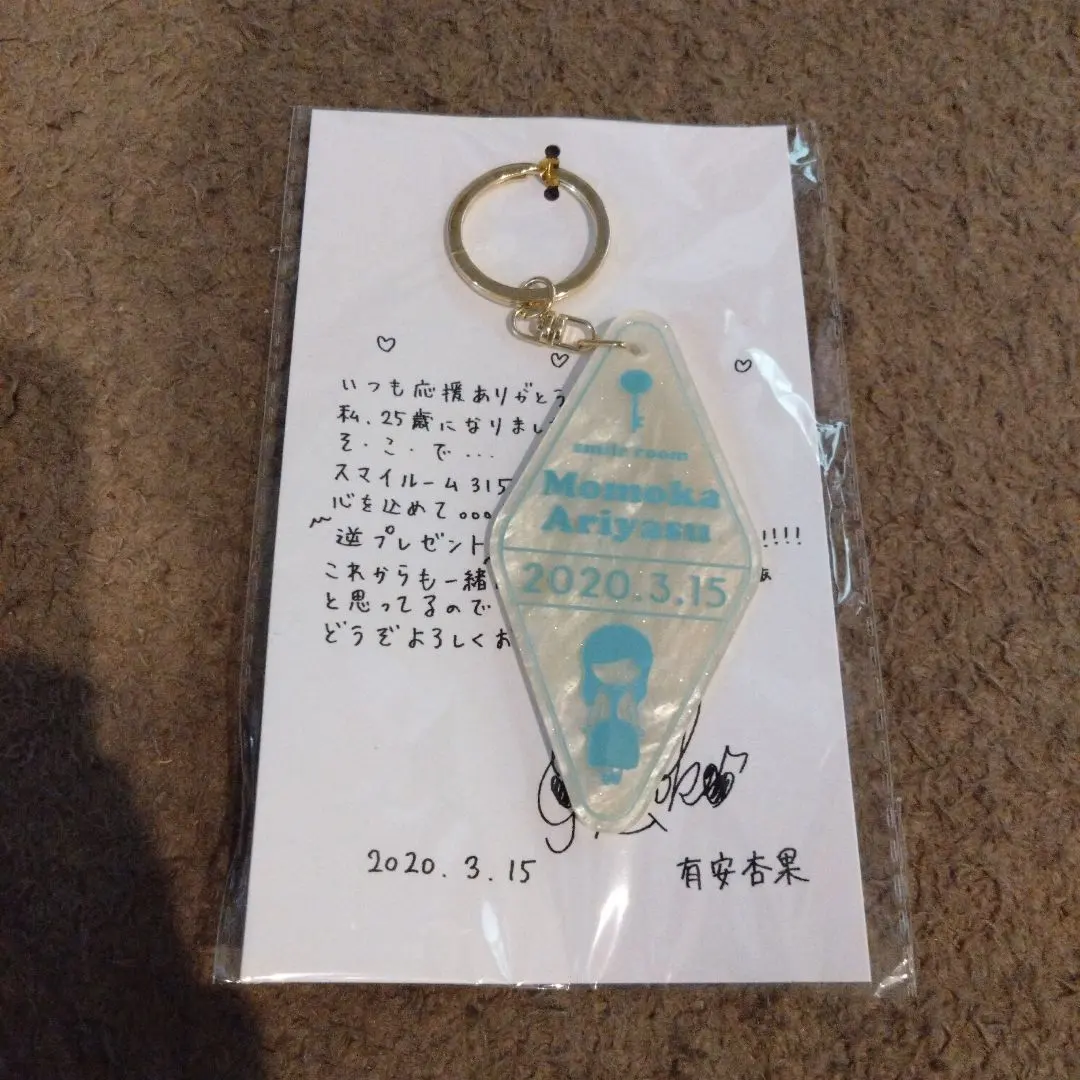 いつも応援ありがとう
私、25歳になりまし
そ・こ・で・・・
スマイルーム315
心を込めて。。。
逆プレゼント
!!!!
これからも一緒
と思ってるので
どうぞよろしくお
smile room
Momoka
Ariyasu
2020.3.15
2020.3.15
有安杏果